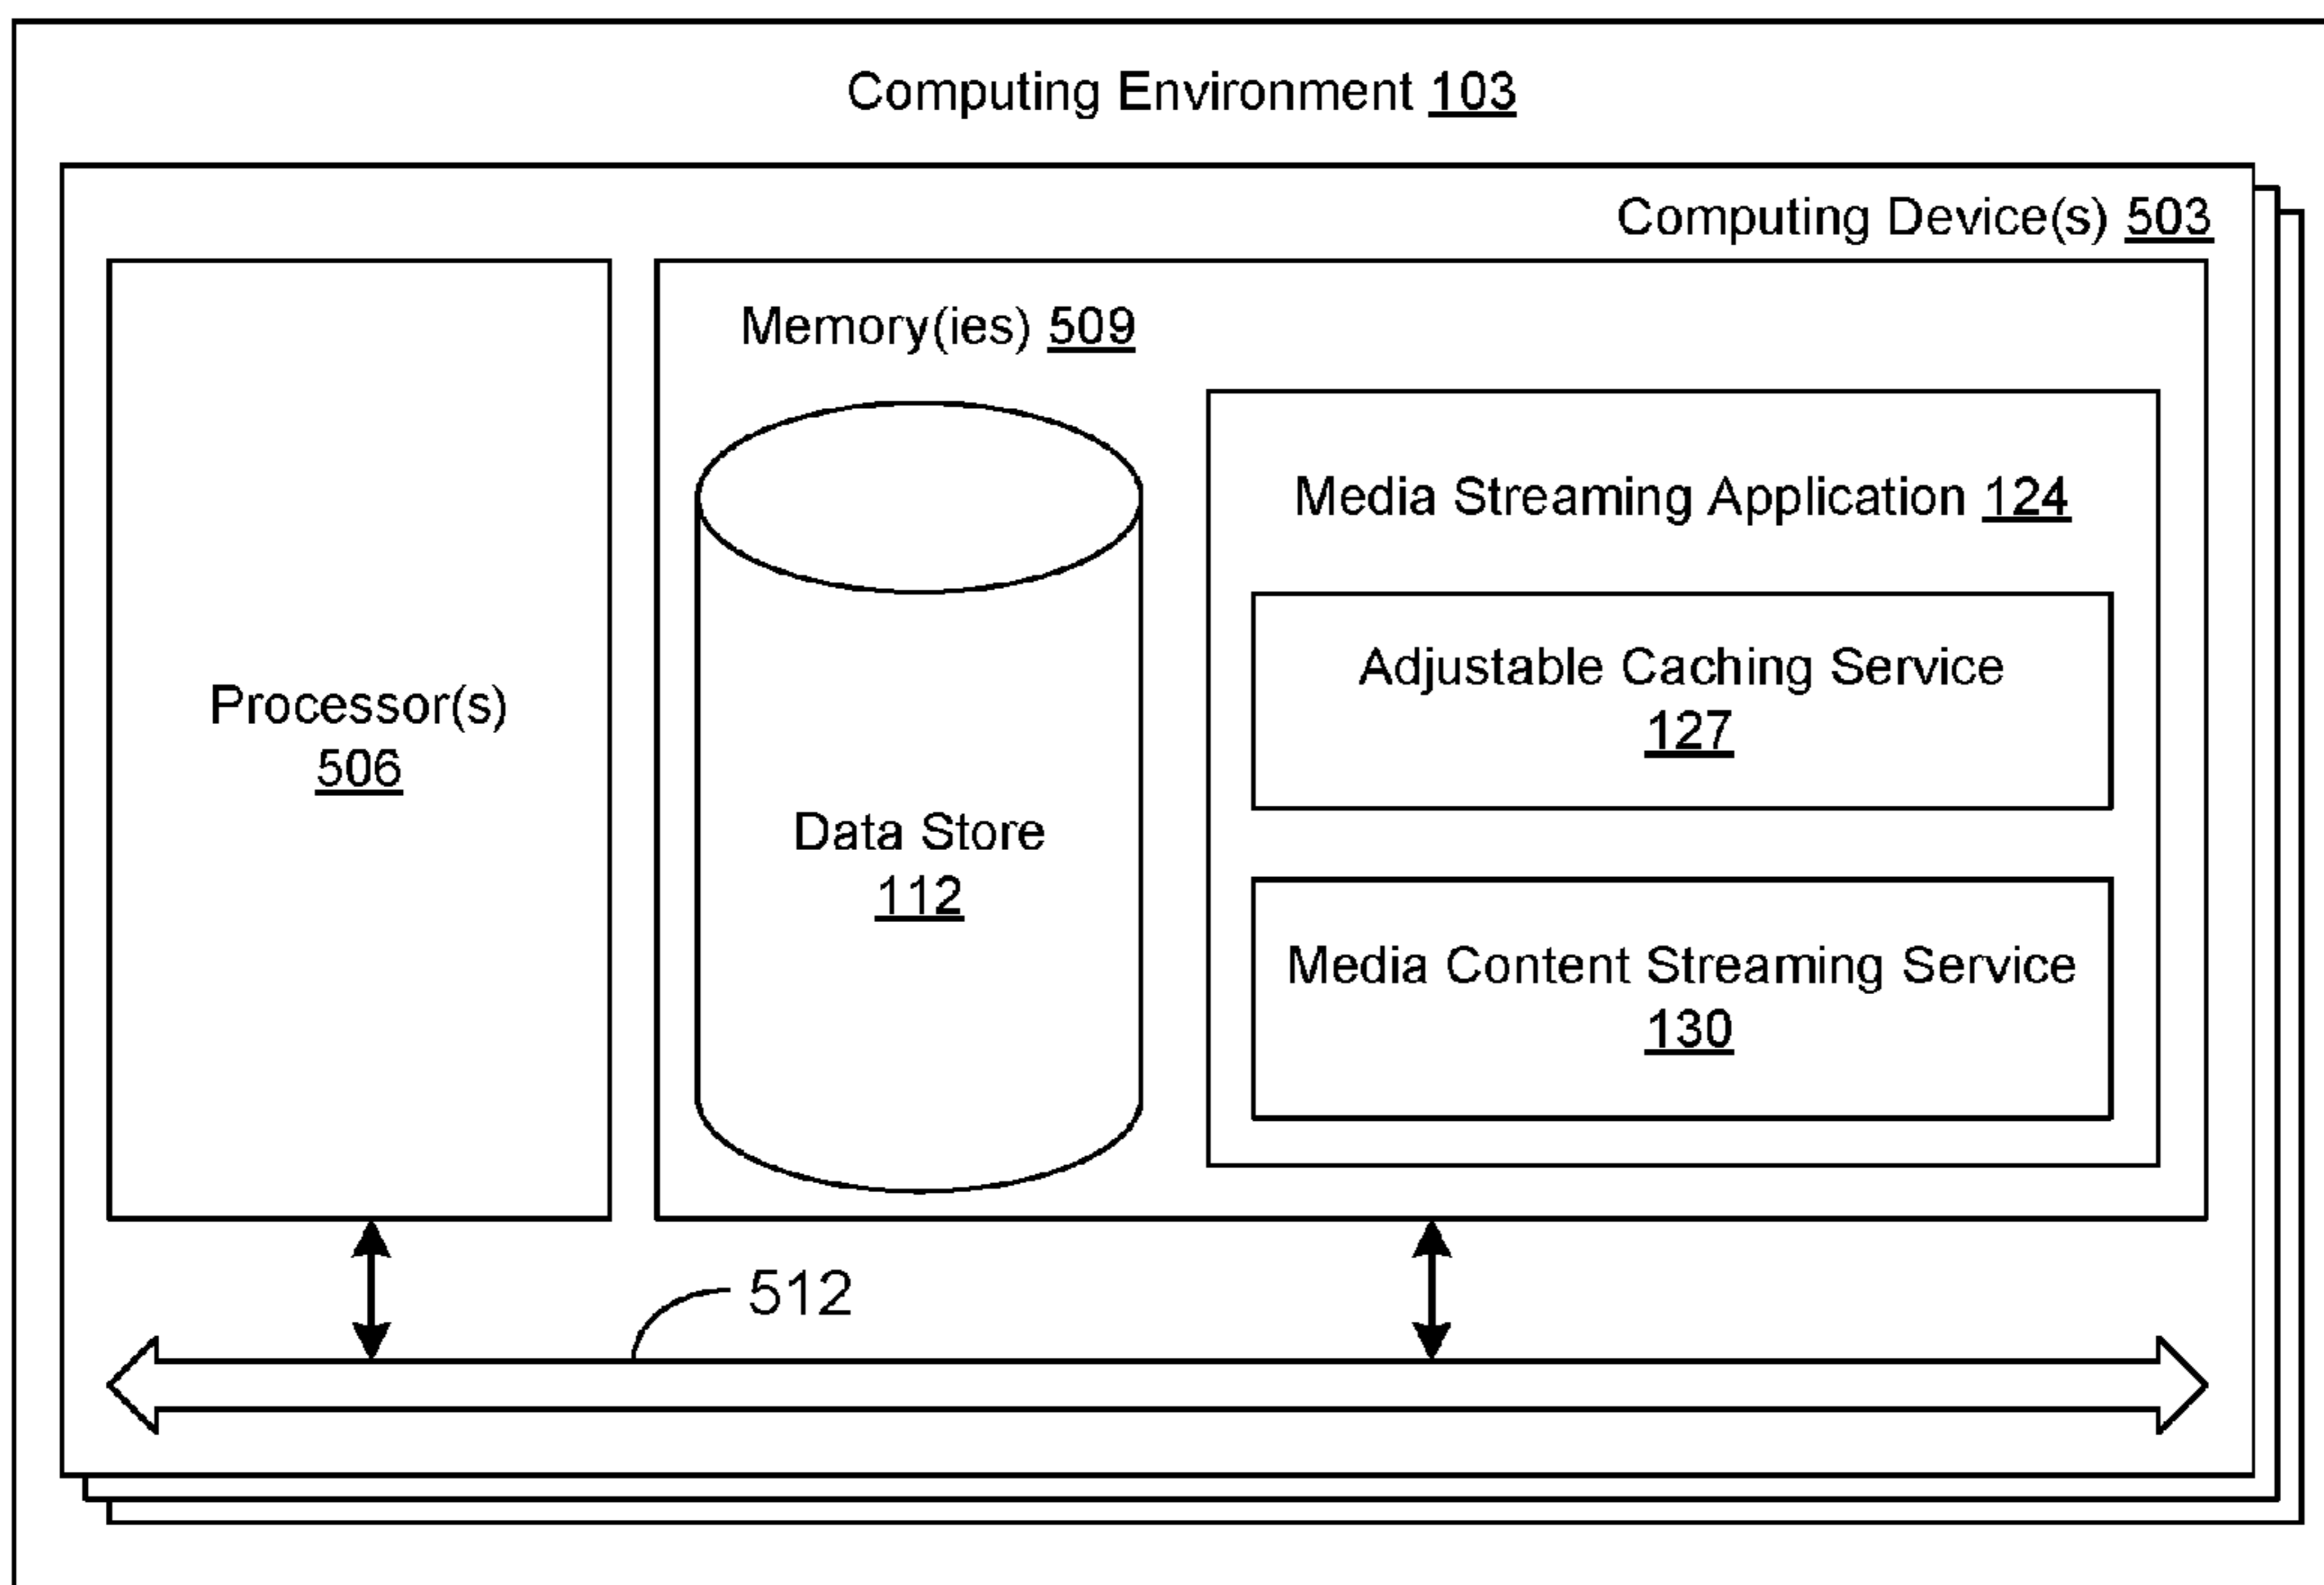 Computing Environment 103
Computing Device(s) 503
Memory(ies) 509
Media Streaming Application 124
Adjustable Caching Service
127
Processor(s)
506
Data Store
112
Media Content Streaming Service
130
512